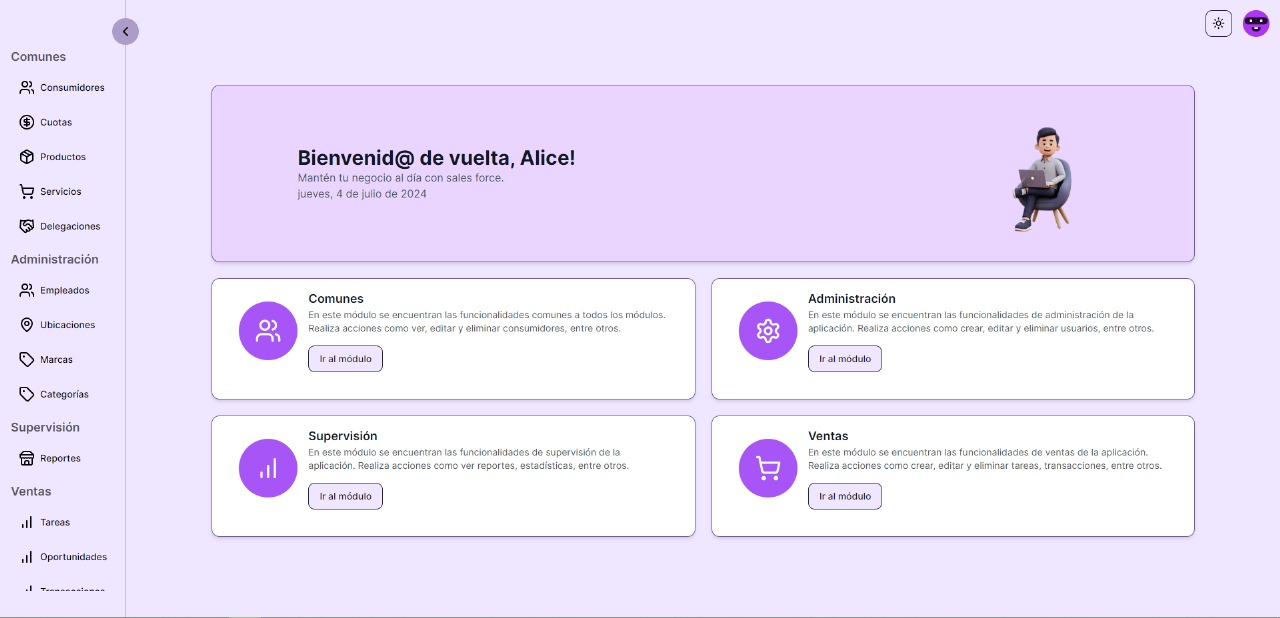 Comunes
Consumidores
Cuotas
Productos
Servicios
Delegaciones
Administración
Empleados
Ubicaciones
Marcas
Categorías
Supervisión
Reportes
Ventas
Tareas
Oportunidades
Transacciones
Bienvenid@ de vuelta, Alice!
Mantén tu negocio al día con sales force.
jueves, 4 de julio de 2024
Comunes
En este módulo se encuentran las funcionalidades comunes a todos los módulos.
Realiza acciones como ver, editar y eliminar consumidores, entre otros.
Ir al módulo
Administración
En este módulo se encuentran las funcionalidades de administración de la
aplicación. Realiza acciones como crear, editar y eliminar usuarios, entre otros.
Ir al módulo
Supervisión
En este módulo se encuentran las funcionalidades de supervisión de la
aplicación. Realiza acciones como ver reportes, estadísticas, entre otros.
Ir al módulo
Ventas
En este módulo se encuentran las funcionalidades de ventas de la aplicación.
Realiza acciones como crear, editar y eliminar tareas, transacciones, entre otros.
Ir al módulo